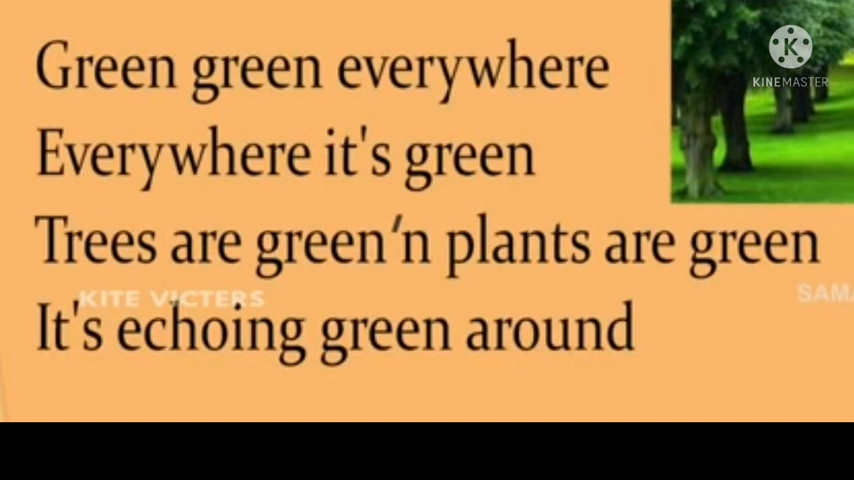 KINEMASTER
Green green everywhere
Everywhere it's green
Trees are green'n plants are green
KITE VICTERS
SAMA
It's echoing green around